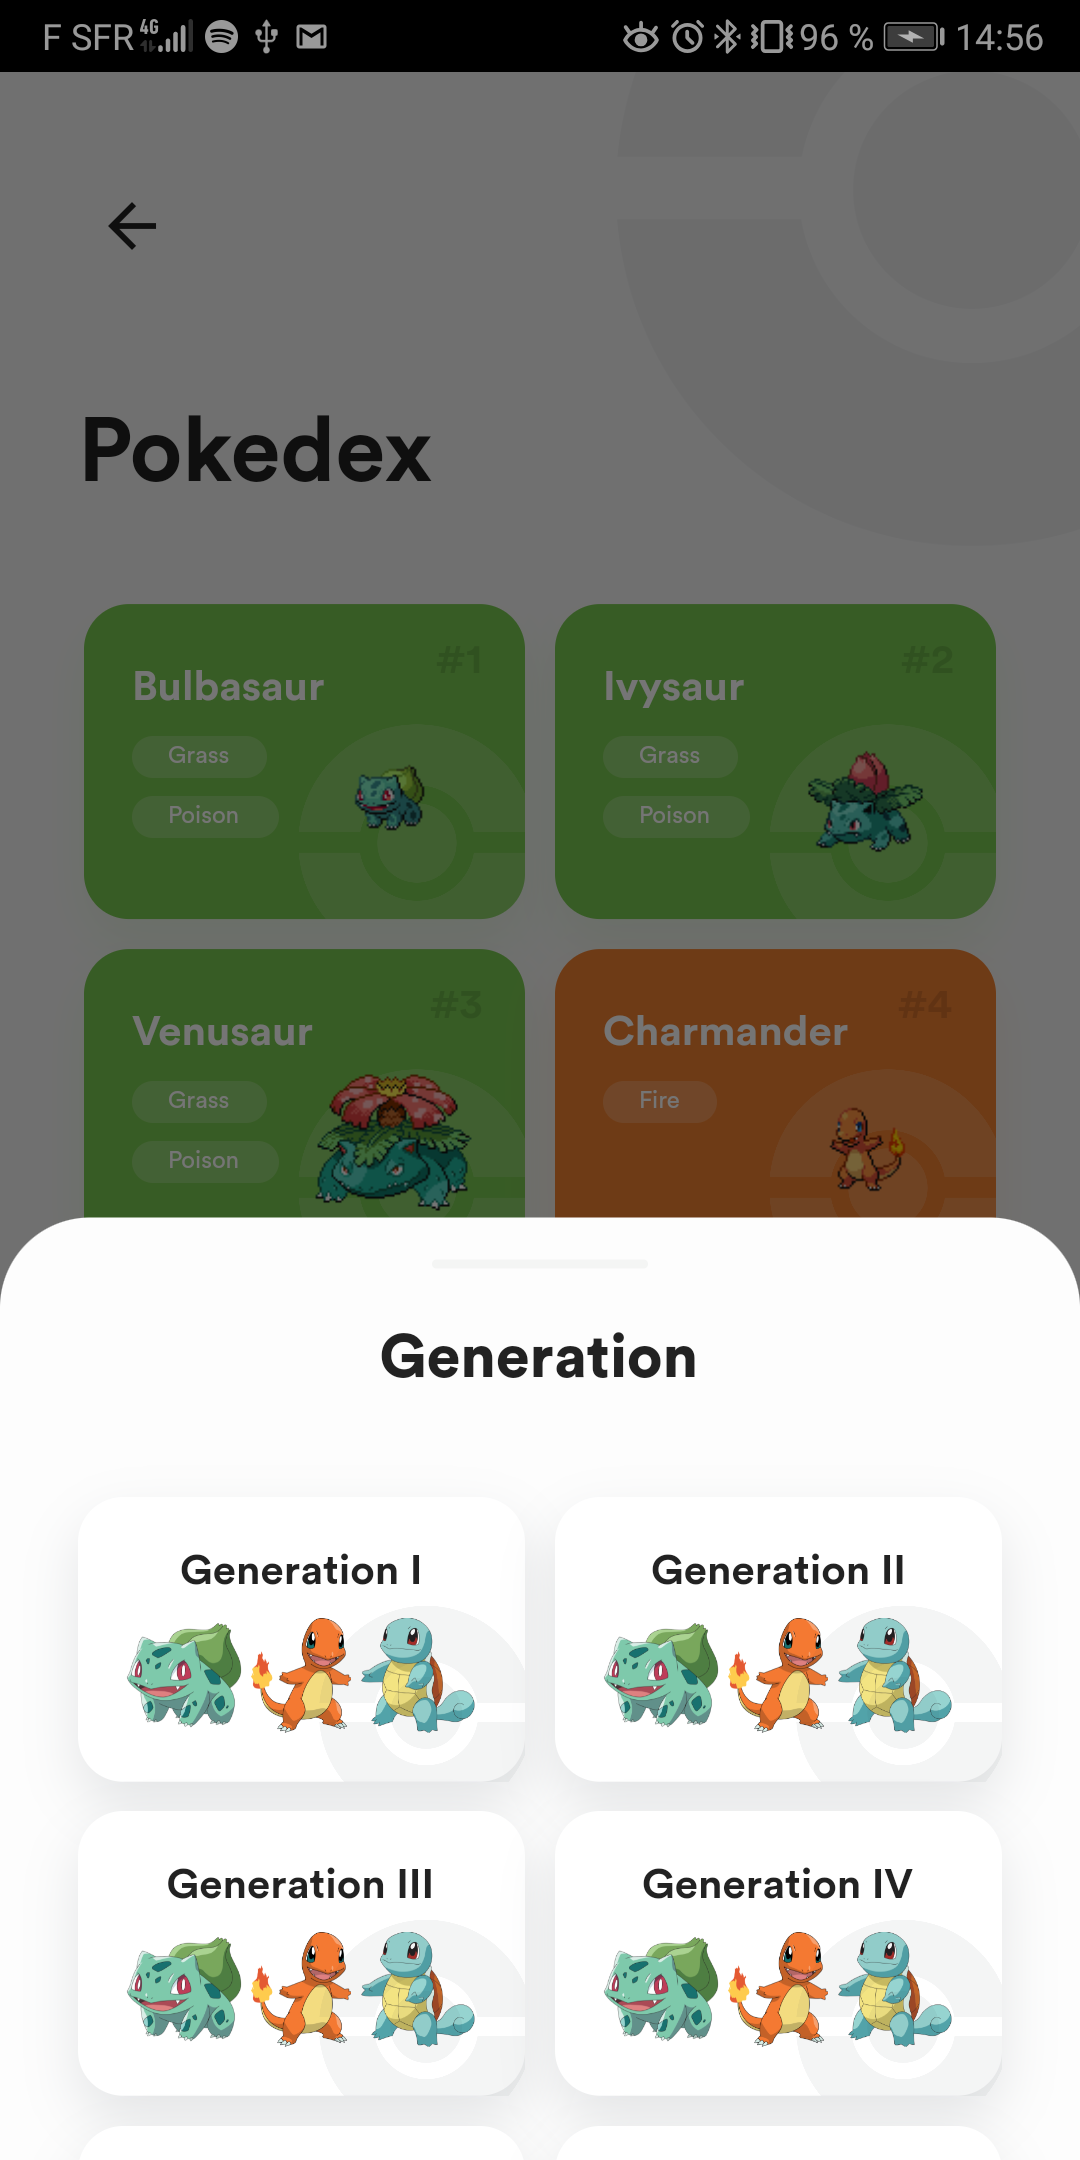 F SFR 4G 96 % 14:56
Pokedex
#1 #2
Bulbasaur Ivysaur
Grass Grass
Poison Poison
#3 #4
Venusaur Charmander
Grass Fire
Poison
Generation
Generation I Generation II
Generation III Generation IV